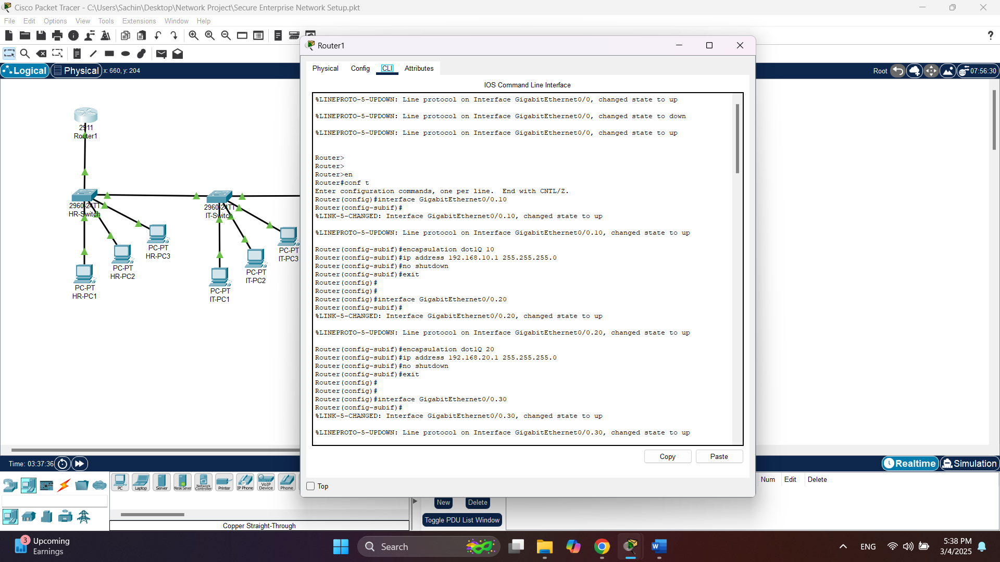 Cisco Packet Tracer - C:\Users\Sachin\Desktop\Network Project\Secure Enterprise Network Setup.pkt
File Edit Options View Tools Extensions Window Help
Logical Physical x: 660, y: 204
Root 07:56:30
2911
Router1
2960-24TT
HR-Switch
2960-24TT
IT-Switch
PC-PT
HR-PC3
PC-PT
HR-PC2
PC-PT
HR-PC1
PC-PT
IT-PC3
PC-PT
IT-PC2
PC-PT
IT-PC1
Router1
Physical Config CLI Attributes
IOS Command Line Interface
%LINEPROTO-5-UPDOWN: Line protocol on Interface GigabitEthernet0/0, changed state to up
%LINEPROTO-5-UPDOWN: Line protocol on Interface GigabitEthernet0/0, changed state to down
%LINEPROTO-5-UPDOWN: Line protocol on Interface GigabitEthernet0/0, changed state to up
Router>
Router>
Router>en
Router#conf t
Enter configuration commands, one per line.  End with CNTL/Z.
Router(config)#interface GigabitEthernet0/0.10
Router(config-subif)#
%LINK-5-CHANGED: Interface GigabitEthernet0/0.10, changed state to up
%LINEPROTO-5-UPDOWN: Line protocol on Interface GigabitEthernet0/0.10, changed state to up
Router(config-subif)#encapsulation dot1Q 10
Router(config-subif)#ip address 192.168.10.1 255.255.255.0
Router(config-subif)#no shutdown
Router(config-subif)#exit
Router(config)#
Router(config)#
Router(config)#interface GigabitEthernet0/0.20
Router(config-subif)#
%LINK-5-CHANGED: Interface GigabitEthernet0/0.20, changed state to up
%LINEPROTO-5-UPDOWN: Line protocol on Interface GigabitEthernet0/0.20, changed state to up
Router(config-subif)#encapsulation dot1Q 20
Router(config-subif)#ip address 192.168.20.1 255.255.255.0
Router(config-subif)#no shutdown
Router(config-subif)#exit
Router(config)#
Router(config)#
Router(config)#interface GigabitEthernet0/0.30
Router(config-subif)#
%LINK-5-CHANGED: Interface GigabitEthernet0/0.30, changed state to up
%LINEPROTO-5-UPDOWN: Line protocol on Interface GigabitEthernet0/0.30, changed state to up
Copy Paste
Top
Time: 03:37:36
Realtime Simulation
PC Laptop Server Meraki Server Network Controller Printer IP Phone VoIP Device Phone
Copper Straight-Through
New Delete
Toggle PDU List Window
Num Edit Delete
3 Upcoming
Earnings
Search
W
ENG
5:38 PM
3/4/2025